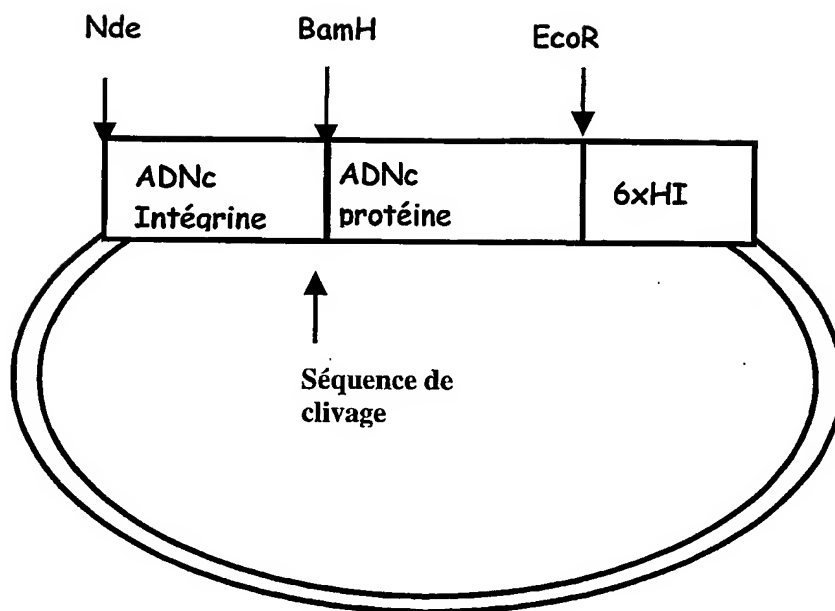 Nde
BamH
EcoR
ADNc
Intégrine
ADNc
protéine
6xHI
Séquence de
clivage